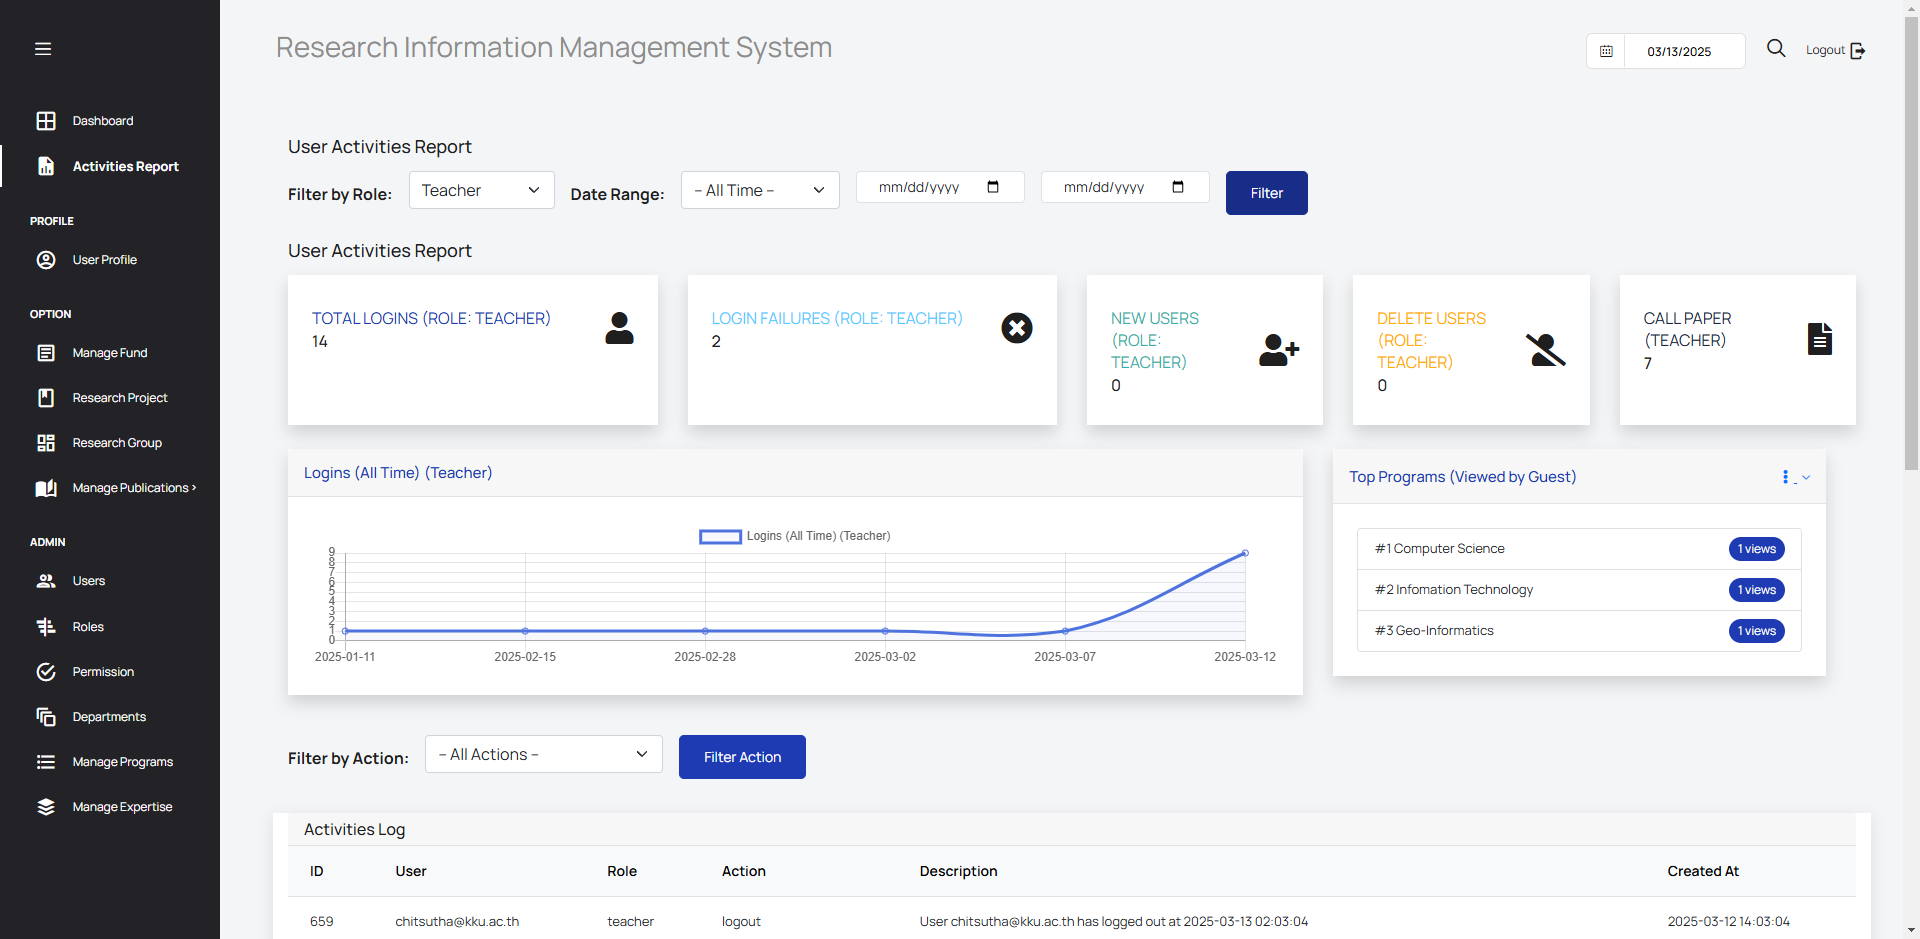 Research Information Management System
03/13/2025
Logout
Dashboard
Activities Report
PROFILE
User Profile
OPTION
Manage Fund
Research Project
Research Group
Manage Publications >
ADMIN
Users
Roles
Permission
Departments
Manage Programs
Manage Expertise
User Activities Report
Filter by Role: Teacher Date Range: -- All Time -- mm/dd/yyyy mm/dd/yyyy Filter
User Activities Report
TOTAL LOGINS (ROLE: TEACHER)
14
LOGIN FAILURES (ROLE: TEACHER)
2
NEW USERS
(ROLE:
TEACHER)
0
DELETE USERS
(ROLE:
TEACHER)
0
CALL PAPER
(TEACHER)
7
Logins (All Time) (Teacher)
Logins (All Time) (Teacher)
9
8
7
6
5
4
3
2
1
0
2025-01-11 2025-02-15 2025-02-28 2025-03-02 2025-03-07 2025-03-12
Top Programs (Viewed by Guest)
#1 Computer Science 1 views
#2 Infomation Technology 1 views
#3 Geo-Informatics 1 views
Filter by Action: -- All Actions -- Filter Action
Activities Log
ID User Role Action Description Created At
659 chitsutha@kku.ac.th teacher logout User chitsutha@kku.ac.th has logged out at 2025-03-13 02:03:04 2025-03-12 14:03:04